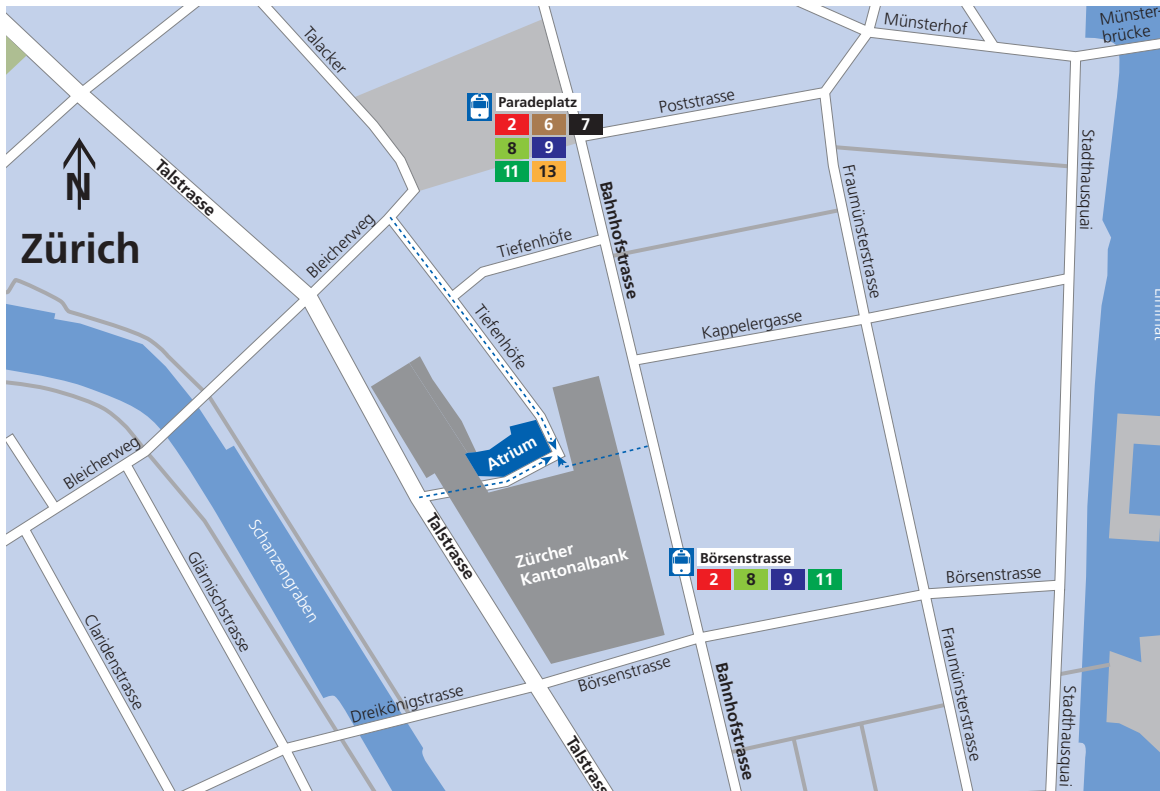 Münsterhof
Münster-
brücke
Talacker
Paradeplatz
2 6 7
8 9
11 13
Poststrasse
Stadthausquai
N
Zürich
Talstrasse
Bahnhofstrasse
Fraumünsterstrasse
Bleicherweg
Tiefenhöfe
Tiefenhöfe
Limmat
Kappelergasse
Atrium
Bleicherweg
Talstrasse
Schanzengraben
Zürcher
Kantonalbank
Börsenstrasse
2 8 9 11
Börsenstrasse
Glärnischstrasse
Claridenstrasse
Dreikönigstrasse
Börsenstrasse
Bahnhofstrasse
Fraumünsterstrasse
Stadthausquai
Talstrasse